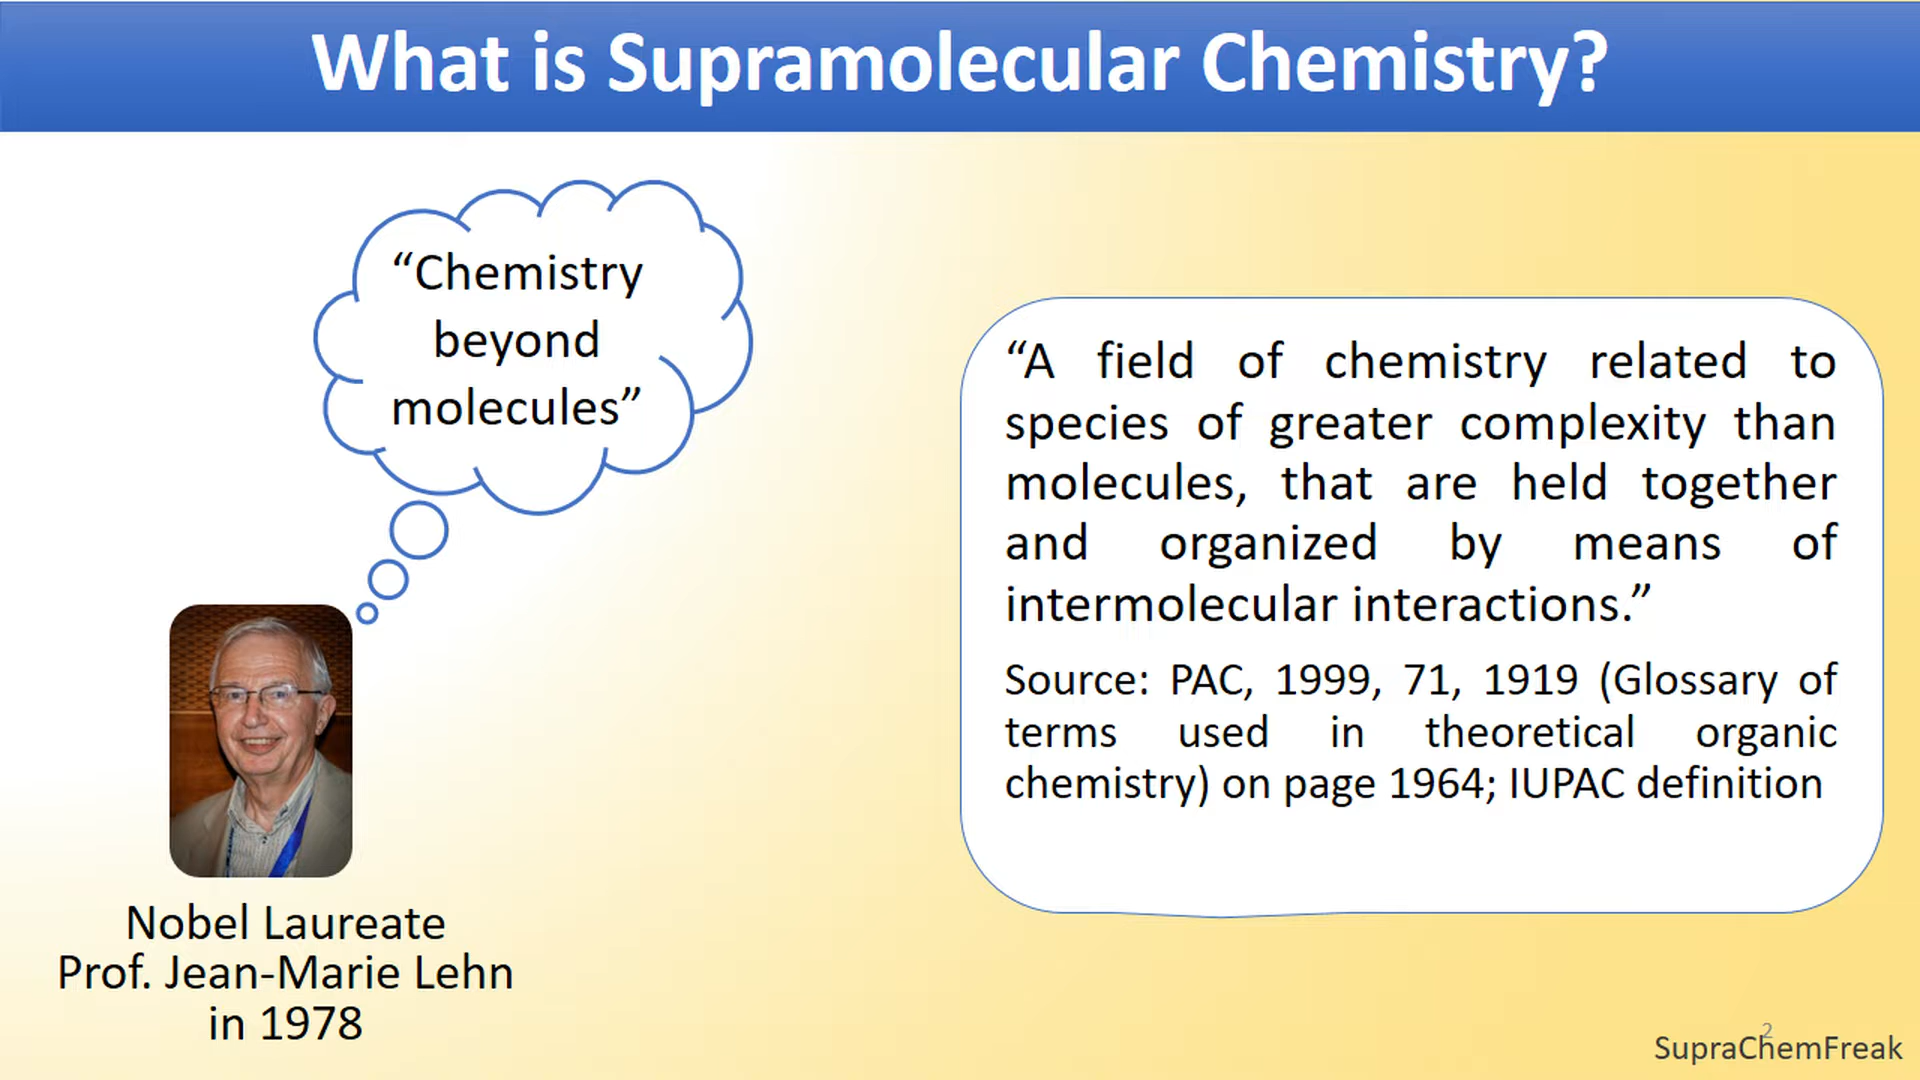 What is Supramolecular Chemistry?
“Chemistry
beyond
molecules”
Nobel Laureate
Prof. Jean-Marie Lehn
in 1978
“A field of chemistry related to
species of greater complexity than
molecules, that are held together
and organized by means of
intermolecular interactions.”
Source: PAC, 1999, 71, 1919 (Glossary of
terms used in theoretical organic
chemistry) on page 1964; IUPAC definition
2
SupraChemFreak